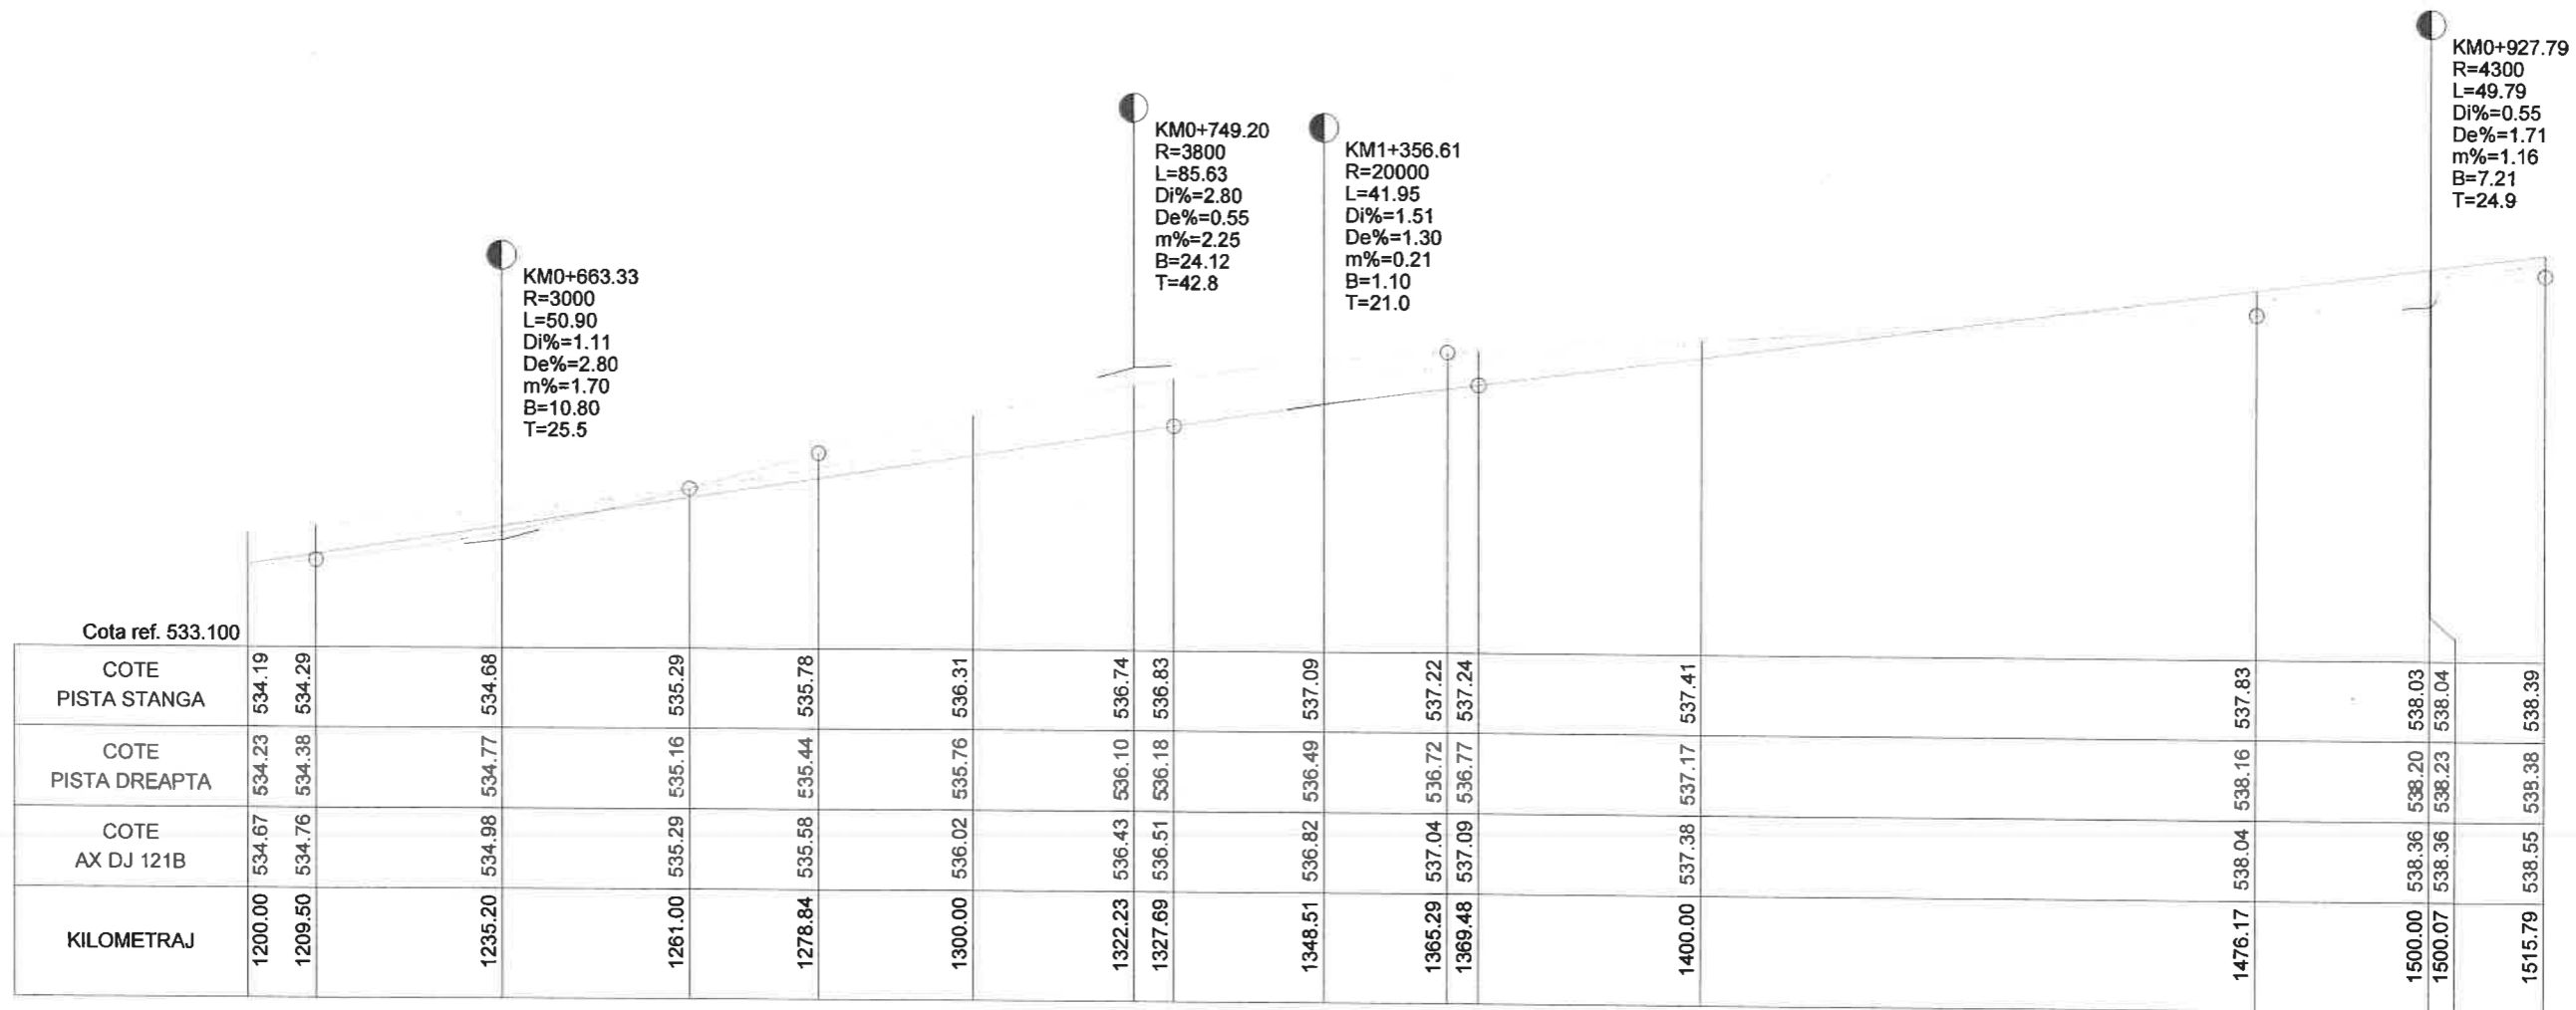 KM0+927.79
R=4300
L=49.79
Di%=0.55
De%=1.71
m%=1.16
B=7.21
T=24.9
KM0+749.20
R=3800
L=85.63
Di%=2.80
De%=0.55
m%=2.25
B=24.12
T=42.8
KM1+356.61
R=20000
L=41.95
Di%=1.51
De%=1.30
m%=0.21
B=1.10
T=21.0
KM0+663.33
R=3000
L=50.90
Di%=1.11
De%=2.80
m%=1.70
B=10.80
T=25.5
Cota ref. 533.100
COTE
PISTA STANGA
534.19 534.29 534.68 535.29 535.78 536.31 536.74 536.83 537.09 537.22 537.24 537.41 537.83 538.03 538.04 538.39
COTE
PISTA DREAPTA
534.23 534.38 534.77 535.16 535.44 535.76 536.10 536.18 536.49 536.72 536.77 537.17 538.16 538.20 538.23 538.38
COTE
AX DJ 121B
534.67 534.76 534.98 535.29 535.58 536.02 536.43 536.51 536.82 537.04 537.09 537.38 538.04 538.36 538.36 538.55
KILOMETRAJ
1200.00 1209.50 1235.20 1261.00 1278.84 1300.00 1322.23 1327.69 1348.51 1365.29 1369.48 1400.00 1476.17 1500.00 1500.07 1515.79